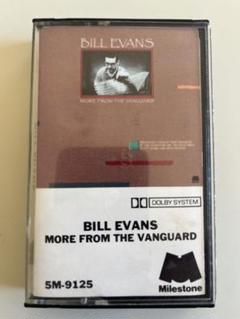 BILL EVANS
MORE FROM THE VANGUARD
DOLBY SYSTEM
BILL EVANS
MORE FROM THE VANGUARD
5M-9125
Milestone